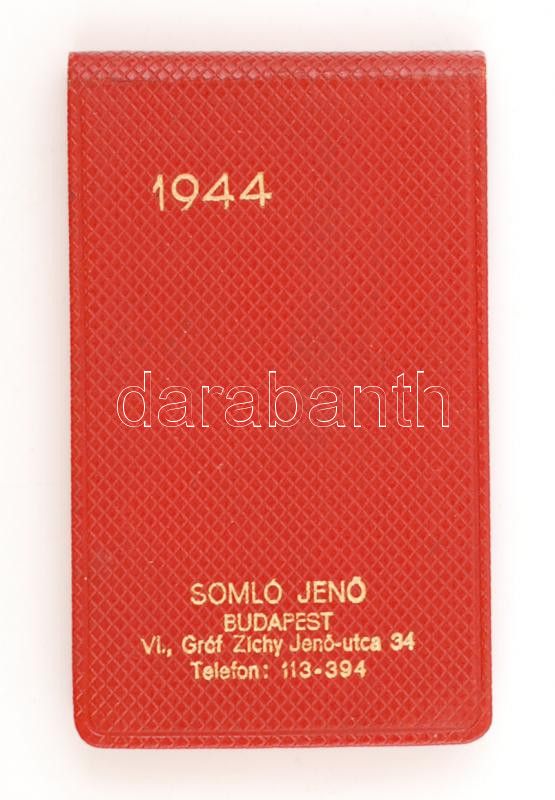 1944
darabanth
SOMLÓ JENŐ
BUDAPEST
VI., Gróf Zichy Jenő-utca 34
Telefon: 113-394